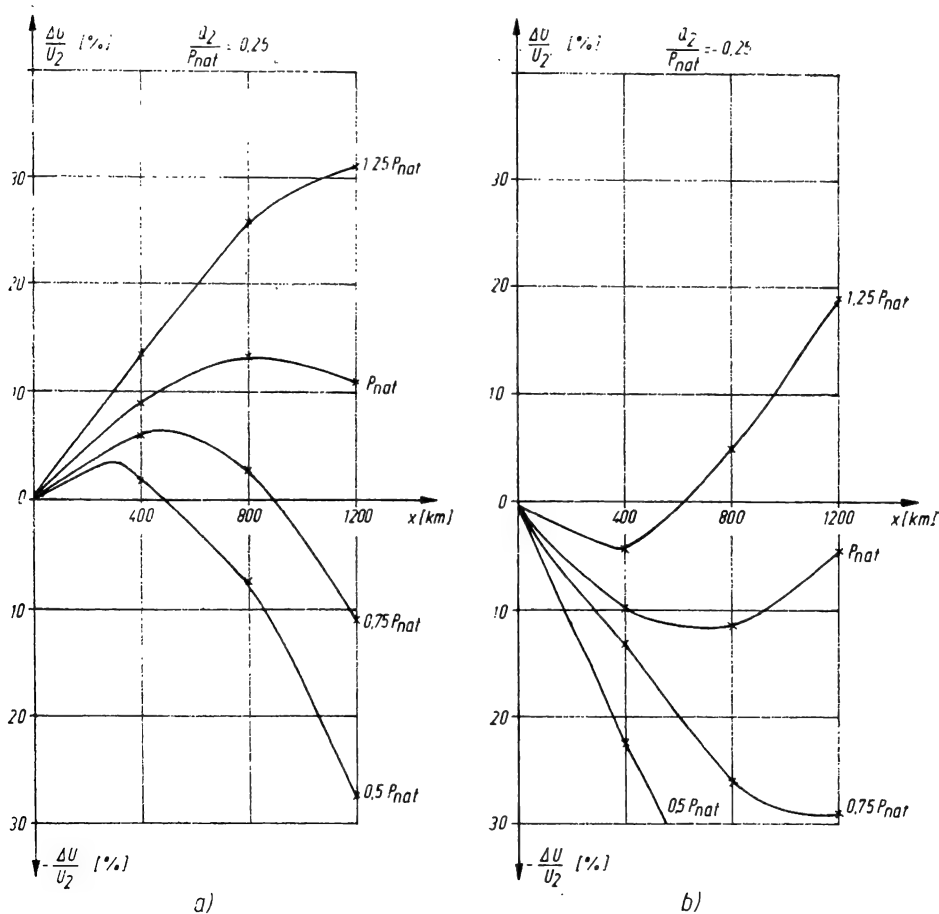 ΔU/U₂ [%]
Q₂/Pnat = 0,25
30
20
10
0
10
20
30
400
800
1200
x [km]
1,25 Pnat
Pnat
0,75 Pnat
0,5 Pnat
- ΔU/U₂ [%]
a)
ΔU/U₂ [%]
Q₂/Pnat = - 0,25
30
20
10
0
10
20
30
400
800
1200
x [km]
1,25 Pnat
Pnat
0,75 Pnat
0,5 Pnat
- ΔU/U₂ [%]
b)